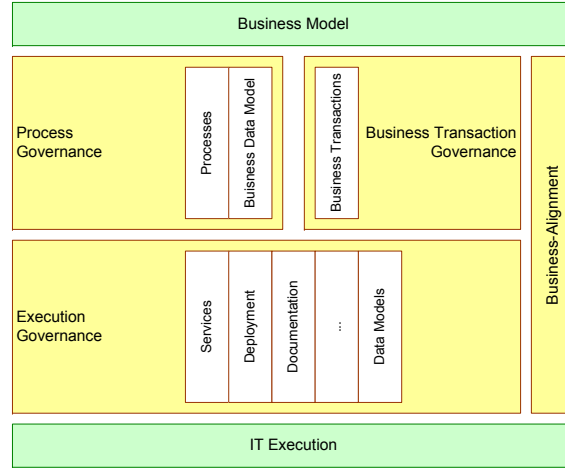 Business Model
Process
Governance
Processes
Buisness Data Model
Business Transactions
Business Transaction
Governance
Business-Alignment
Execution
Governance
Services
Deployment
Documentation
...
Data Models
IT Execution